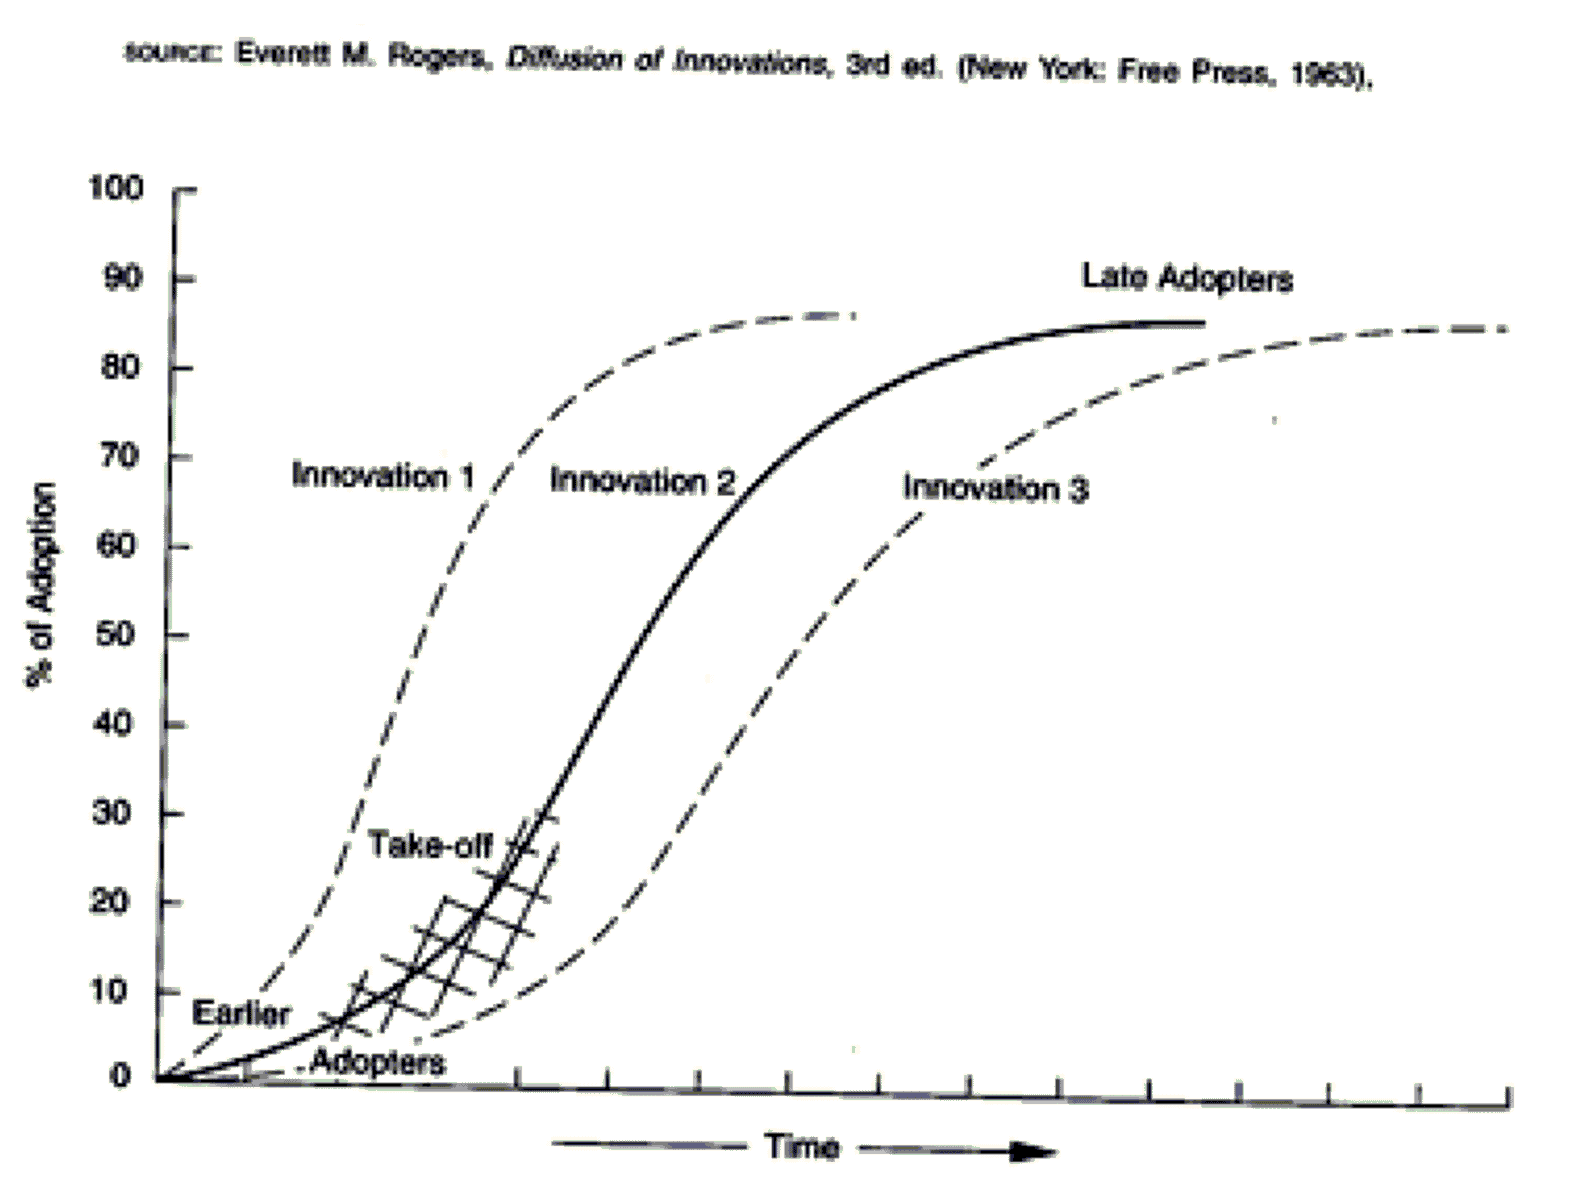 SOURCE: Everett M. Rogers, Diffusion of Innovations, 3rd ed. (New York: Free Press, 1963),
100
90
Late Adopters
80
70
Innovation 1
Innovation 2
Innovation 3
% of Adoption
60
50
40
30
Take-off
20
10
Earlier
Adopters
0
Time